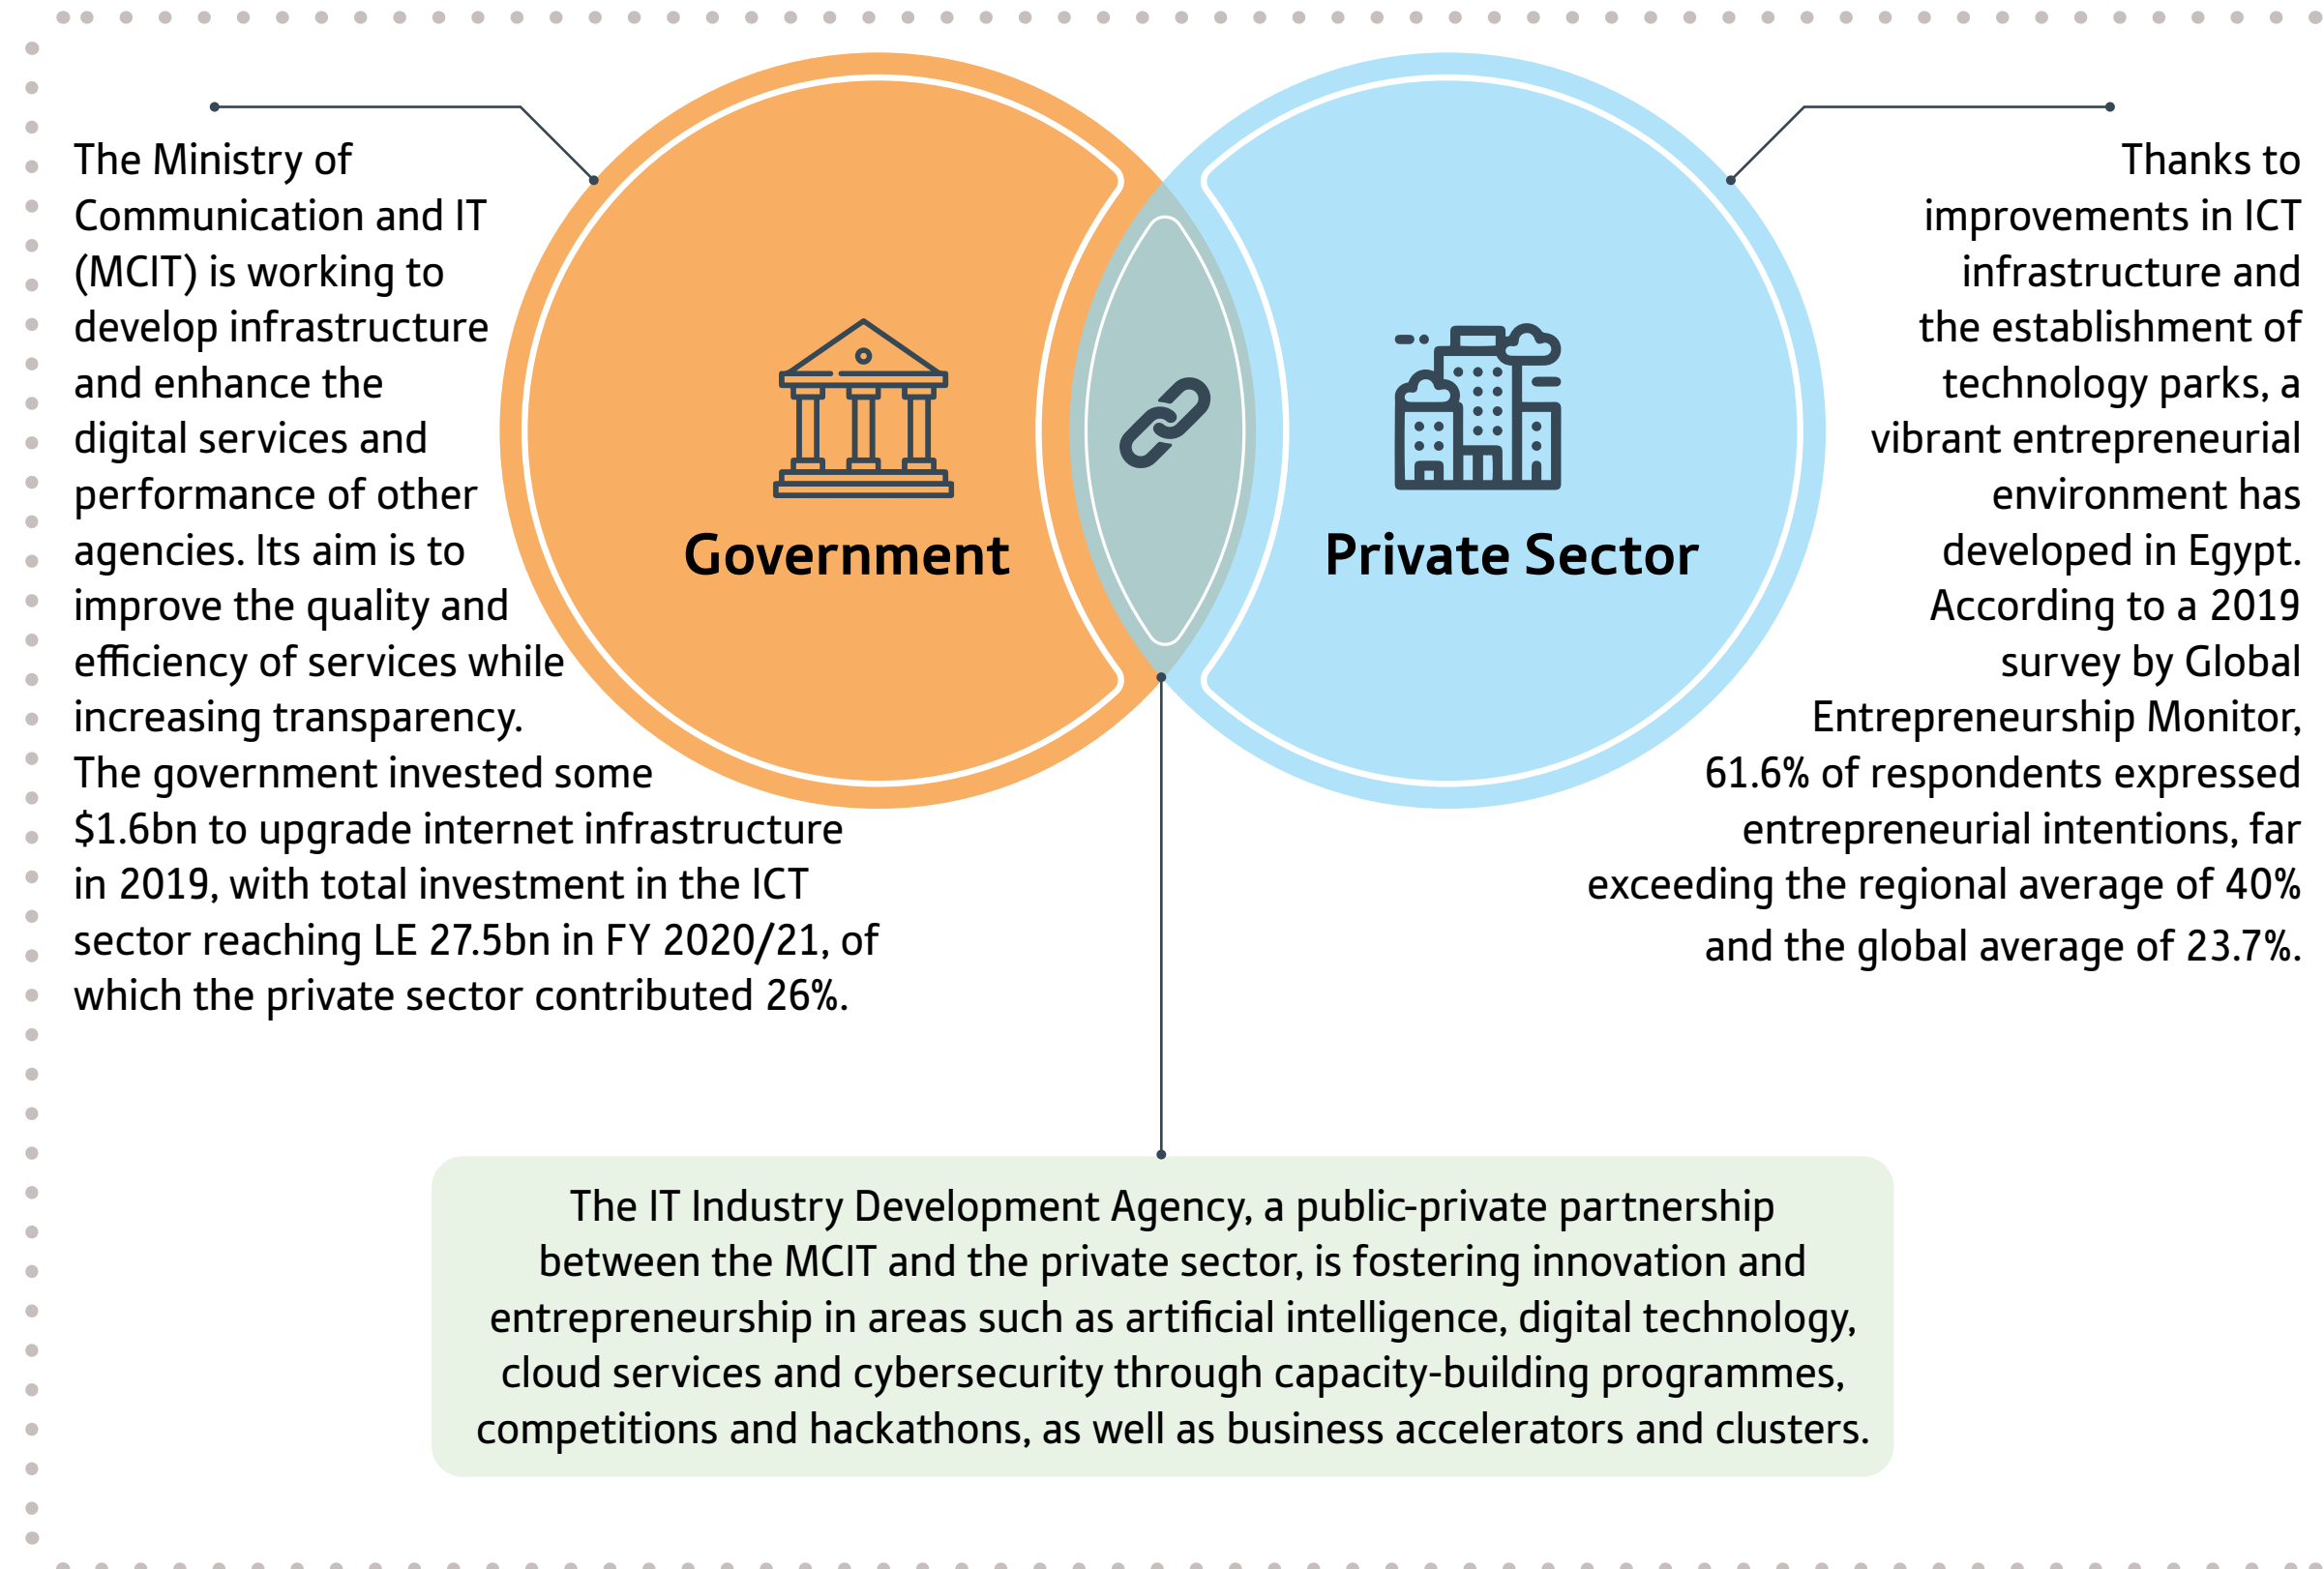 The Ministry of
Communication and IT
(MCIT) is working to
develop infrastructure
and enhance the
digital services and
performance of other
agencies. Its aim is to
improve the quality and
efficiency of services while
increasing transparency.
The government invested some
$1.6bn to upgrade internet infrastructure
in 2019, with total investment in the ICT
sector reaching LE 27.5bn in FY 2020/21, of
which the private sector contributed 26%.
Government
Private Sector
Thanks to
improvements in ICT
infrastructure and
the establishment of
technology parks, a
vibrant entrepreneurial
environment has
developed in Egypt.
According to a 2019
survey by Global
Entrepreneurship Monitor,
61.6% of respondents expressed
entrepreneurial intentions, far
exceeding the regional average of 40%
and the global average of 23.7%.
The IT Industry Development Agency, a public-private partnership
between the MCIT and the private sector, is fostering innovation and
entrepreneurship in areas such as artificial intelligence, digital technology,
cloud services and cybersecurity through capacity-building programmes,
competitions and hackathons, as well as business accelerators and clusters.